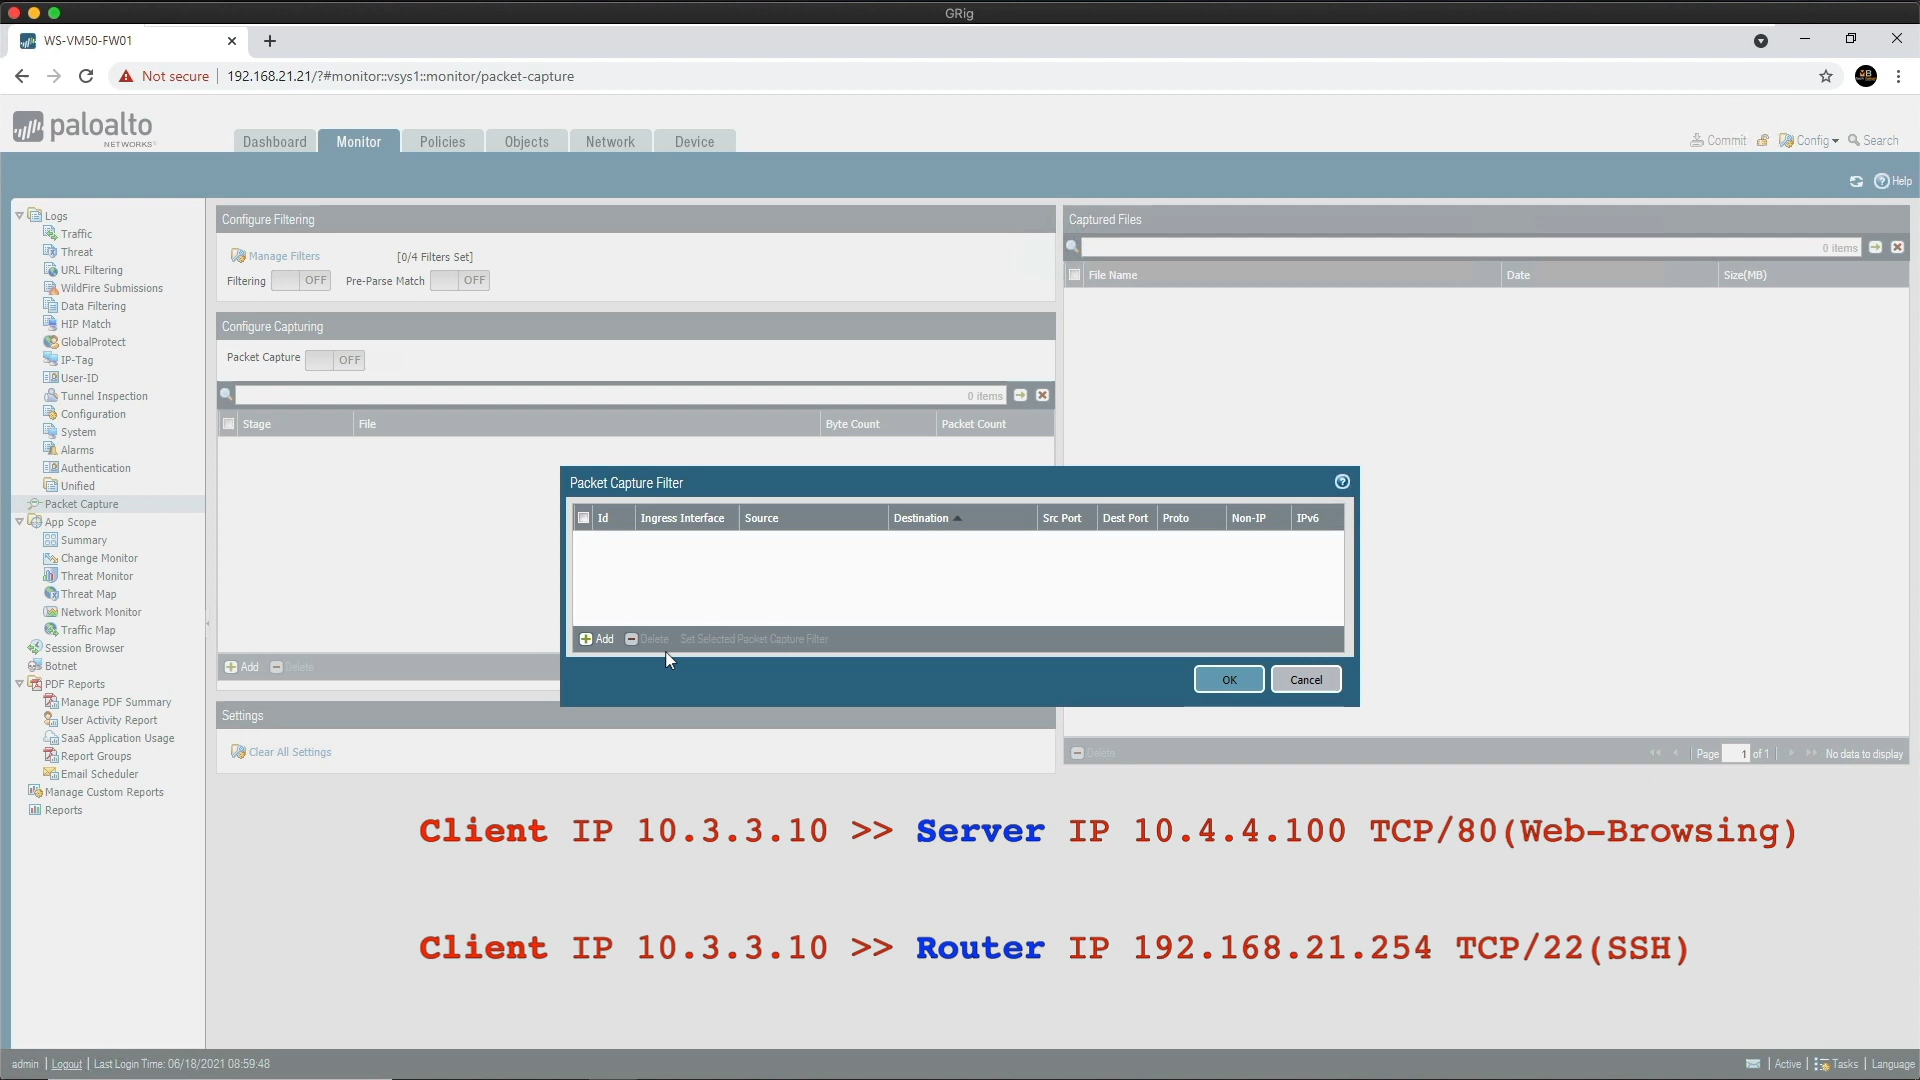 GRig
WS-VM50-FW01
Not secure 192.168.21.21/?#monitor::vsys1::monitor/packet-capture
paloalto
NETWORKS
Dashboard Monitor Policies Objects Network Device
Commit Config Search
Help
Logs
Traffic
Threat
URL Filtering
WildFire Submissions
Data Filtering
HIP Match
GlobalProtect
IP-Tag
User-ID
Tunnel Inspection
Configuration
System
Alarms
Authentication
Unified
Packet Capture
App Scope
Summary
Change Monitor
Threat Monitor
Threat Map
Network Monitor
Traffic Map
Session Browser
Botnet
PDF Reports
Manage PDF Summary
User Activity Report
SaaS Application Usage
Report Groups
Email Scheduler
Manage Custom Reports
Reports
Configure Filtering
Manage Filters [0/4 Filters Set]
Filtering OFF Pre-Parse Match OFF
Configure Capturing
Packet Capture OFF
0 items
Stage File Byte Count Packet Count
Add Delete
Settings
Clear All Settings
Captured Files
0 items
File Name Date Size(MB)
Delete Page 1 of 1 No data to display
Packet Capture Filter
Id Ingress Interface Source Destination Src Port Dest Port Proto Non-IP IPv6
Add Delete Set Selected Packet Capture Filter
OK Cancel
Client IP 10.3.3.10 >> Server IP 10.4.4.100 TCP/80(Web-Browsing)
Client IP 10.3.3.10 >> Router IP 192.168.21.254 TCP/22(SSH)
admin Logout Last Login Time: 06/18/2021 08:59:48
Active Tasks Language